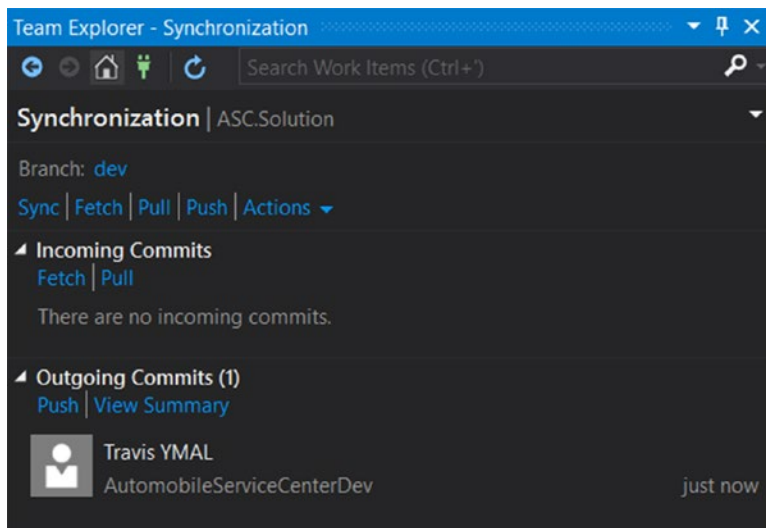 Team Explorer - Synchronization
Search Work Items (Ctrl+')
Synchronization | ASC.Solution
Branch: dev
Sync | Fetch | Pull | Push | Actions
Incoming Commits
Fetch | Pull
There are no incoming commits.
Outgoing Commits (1)
Push | View Summary
Travis YMAL
AutomobileServiceCenterDev just now